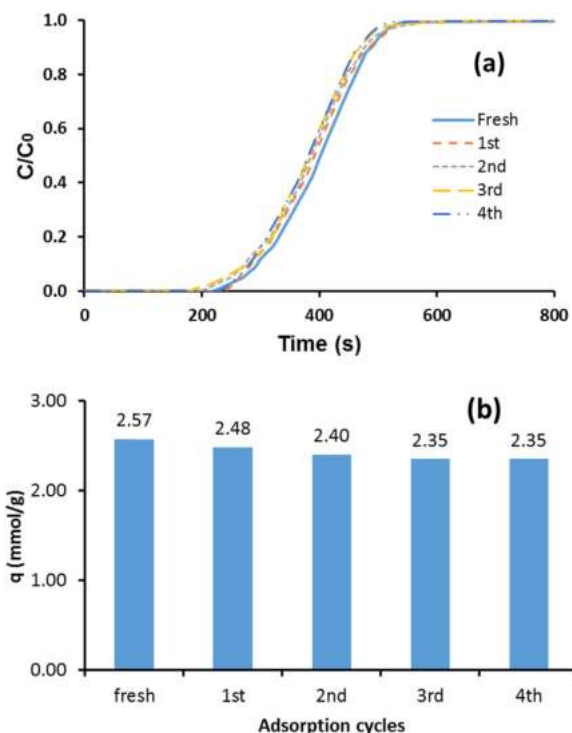 1.0
(a)
0.8
Fresh
0.6
1st
C/C0
2nd
0.4
3rd
4th
0.2
0.0
0 200 400 600 800
Time (s)
3.00
(b)
2.57 2.48 2.40 2.35 2.35
2.00
q (mmol/g)
1.00
0.00
fresh 1st 2nd 3rd 4th
Adsorption cycles